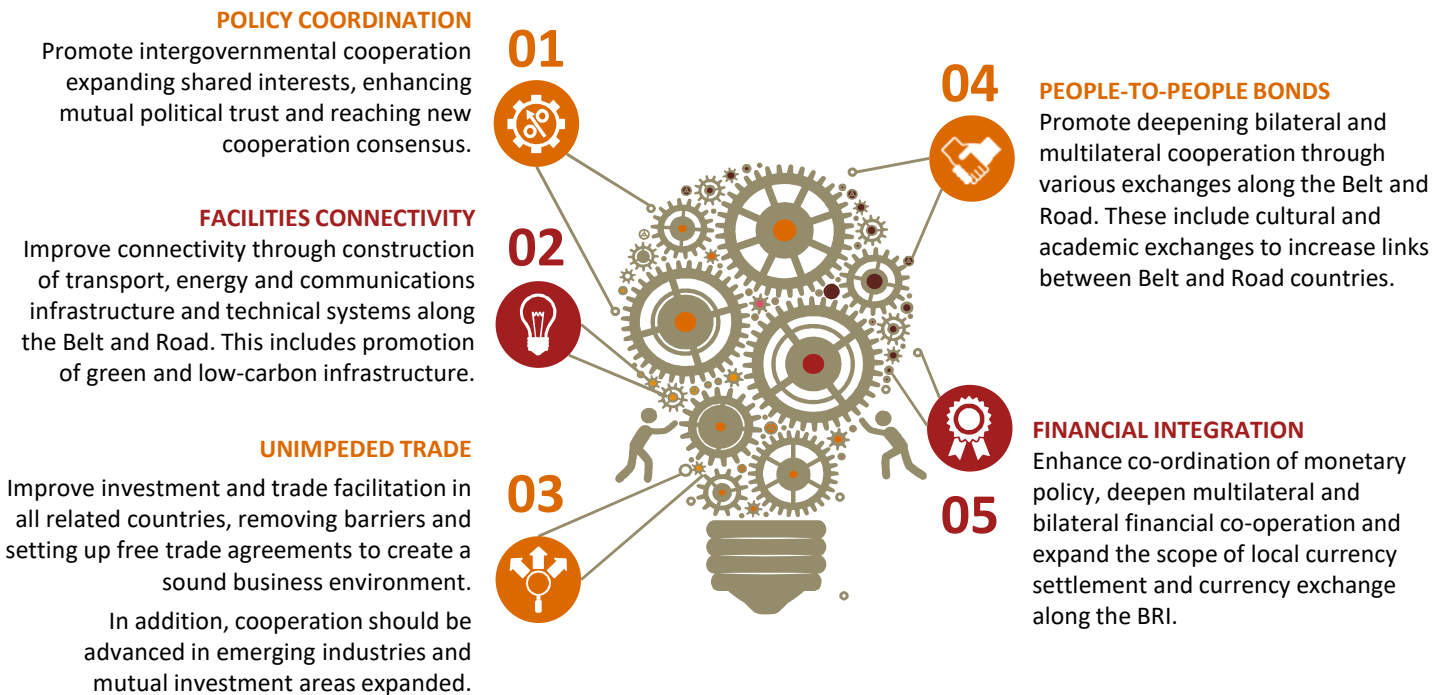 POLICY COORDINATION
Promote intergovernmental cooperation
expanding shared interests, enhancing
mutual political trust and reaching new
cooperation consensus.
01
FACILITIES CONNECTIVITY
Improve connectivity through construction
of transport, energy and communications
infrastructure and technical systems along
the Belt and Road. This includes promotion
of green and low-carbon infrastructure.
02
UNIMPEDED TRADE
Improve investment and trade facilitation in
all related countries, removing barriers and
setting up free trade agreements to create a
sound business environment.
In addition, cooperation should be
advanced in emerging industries and
mutual investment areas expanded.
03
04
PEOPLE-TO-PEOPLE BONDS
Promote deepening bilateral and
multilateral cooperation through
various exchanges along the Belt and
Road. These include cultural and
academic exchanges to increase links
between Belt and Road countries.
05
FINANCIAL INTEGRATION
Enhance co-ordination of monetary
policy, deepen multilateral and
bilateral financial co-operation and
expand the scope of local currency
settlement and currency exchange
along the BRI.